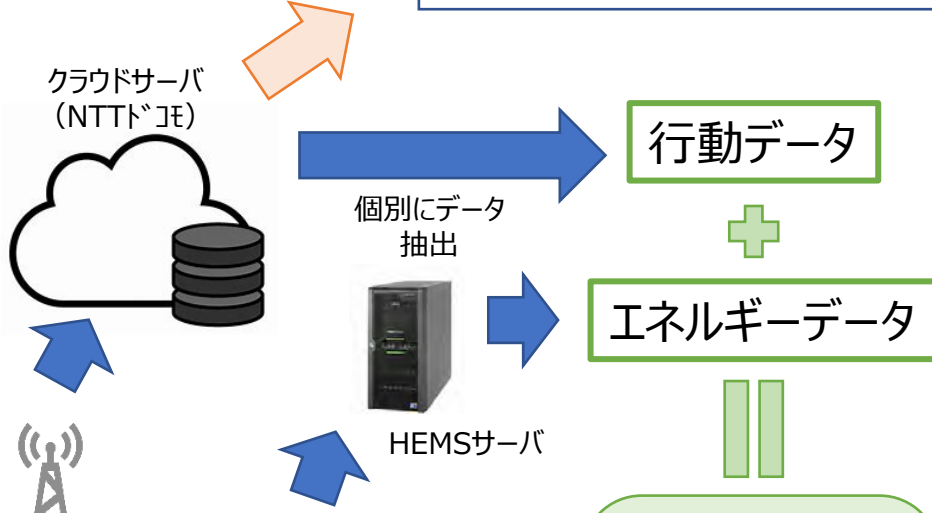 クラウドサーバ
（NTTﾄﾞｺﾓ）
行動データ
個別にデータ
抽出
エネルギーデータ
HEMSサーバ